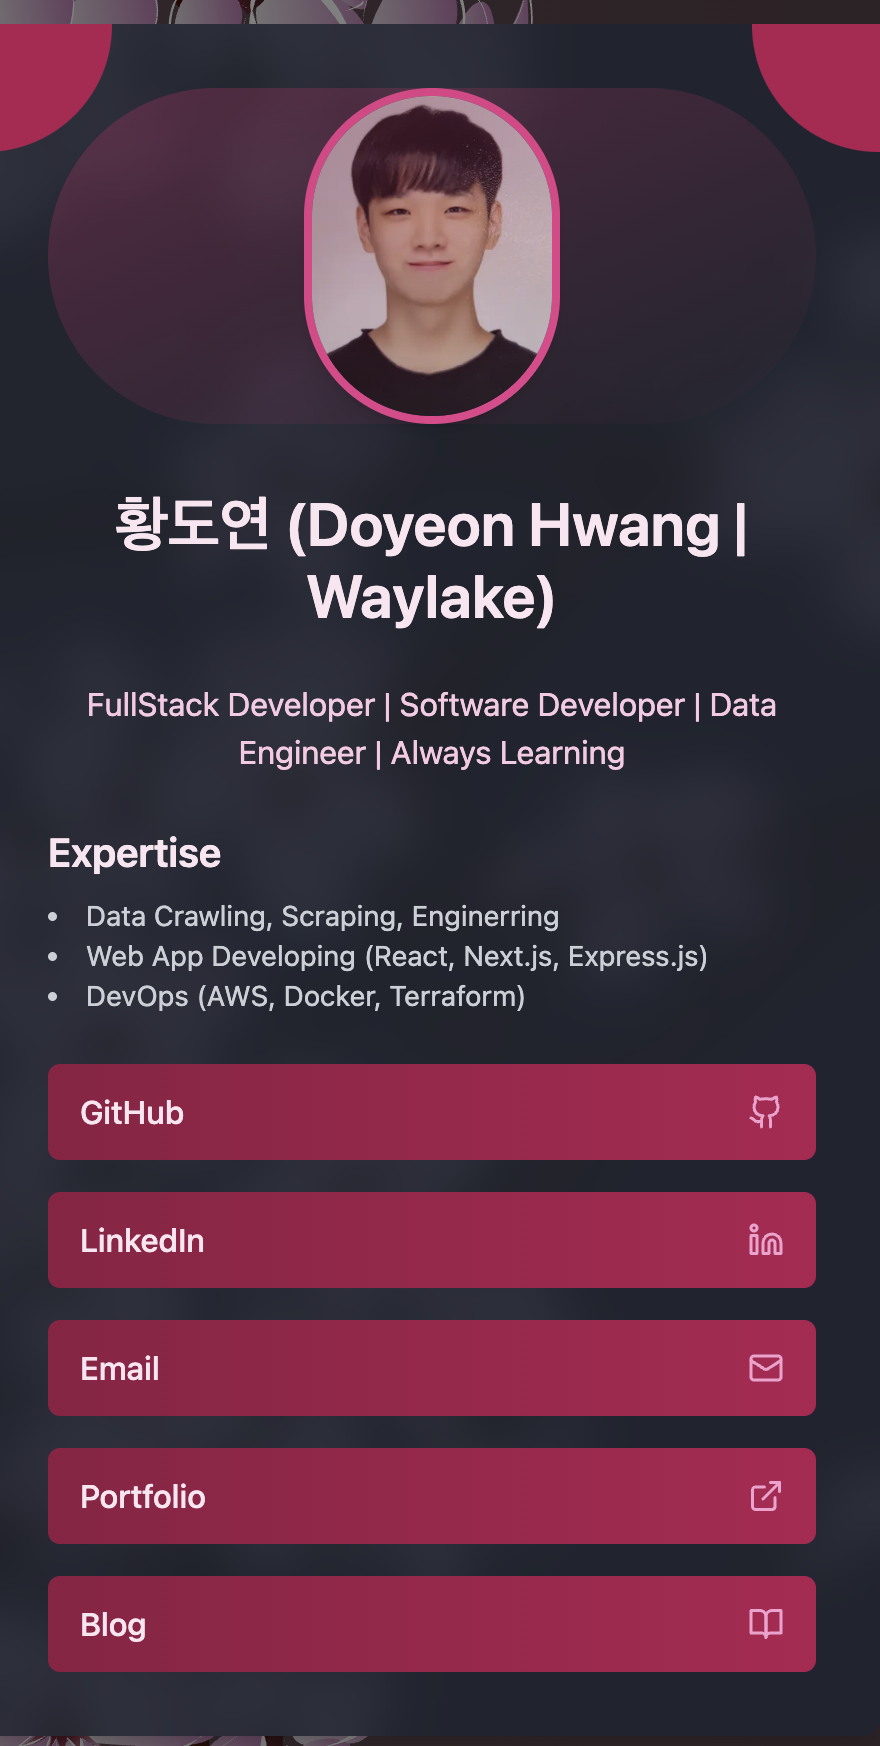 황도연 (Doyeon Hwang |
Waylake)
FullStack Developer | Software Developer | Data
Engineer | Always Learning
Expertise
• Data Crawling, Scraping, Enginerring
• Web App Developing (React, Next.js, Express.js)
• DevOps (AWS, Docker, Terraform)
GitHub
LinkedIn
Email
Portfolio
Blog